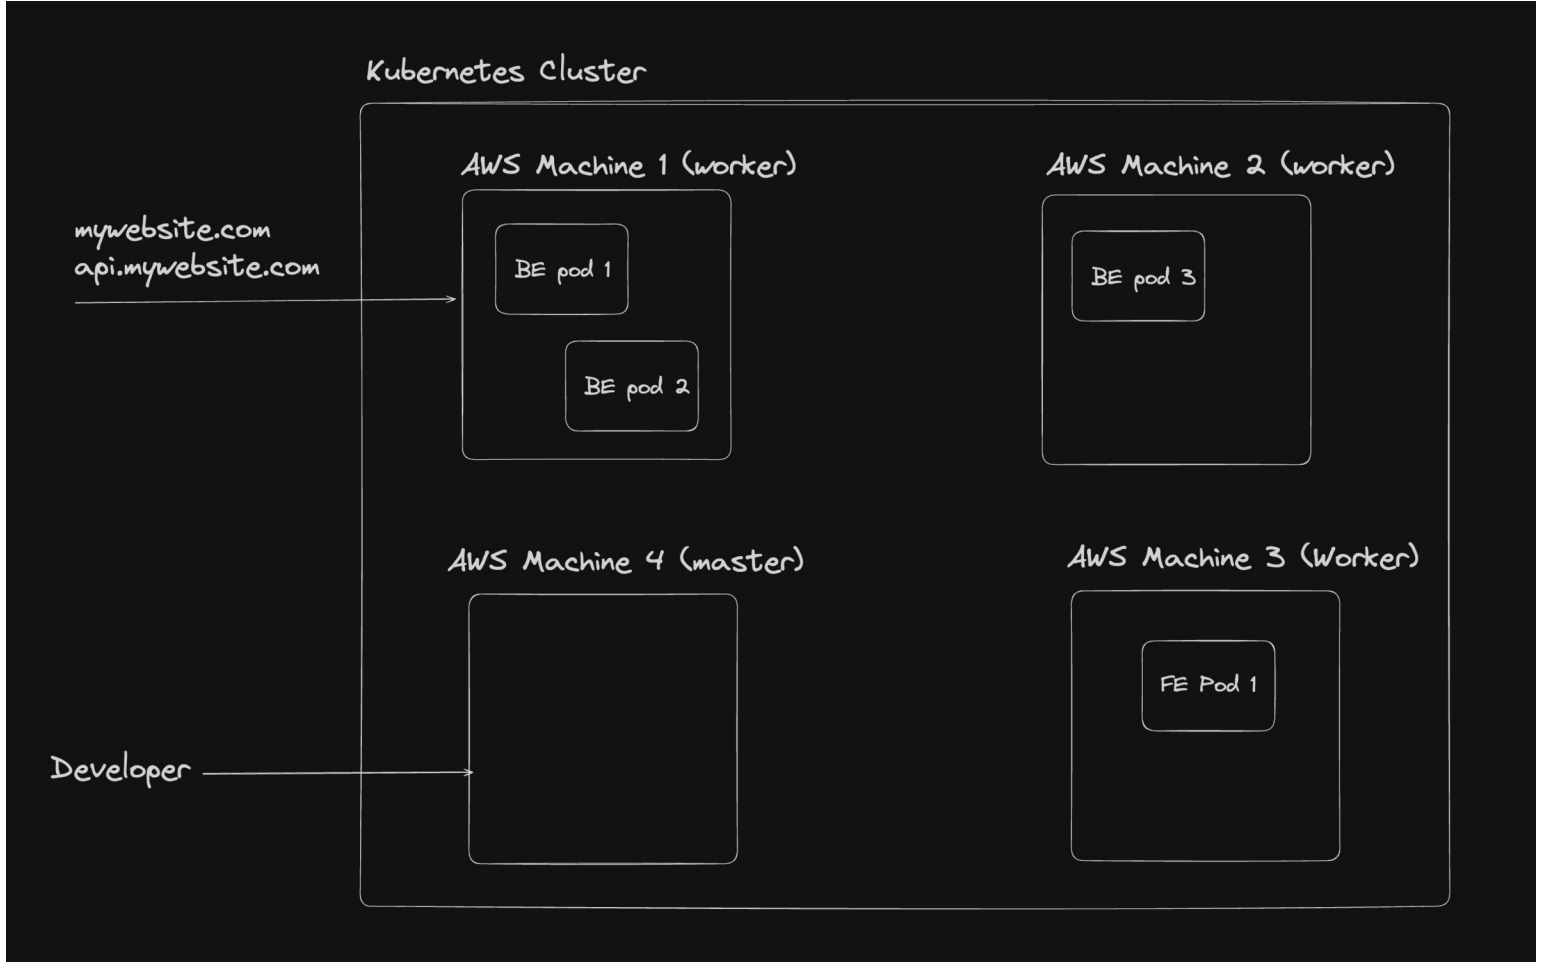 Kubernetes Cluster
AWS Machine 1 (worker)
AWS Machine 2 (worker)
mywebsite.com
api.mywebsite.com
BE pod 1
BE pod 3
BE pod 2
AWS Machine 4 (master)
AWS Machine 3 (Worker)
FE Pod 1
Developer